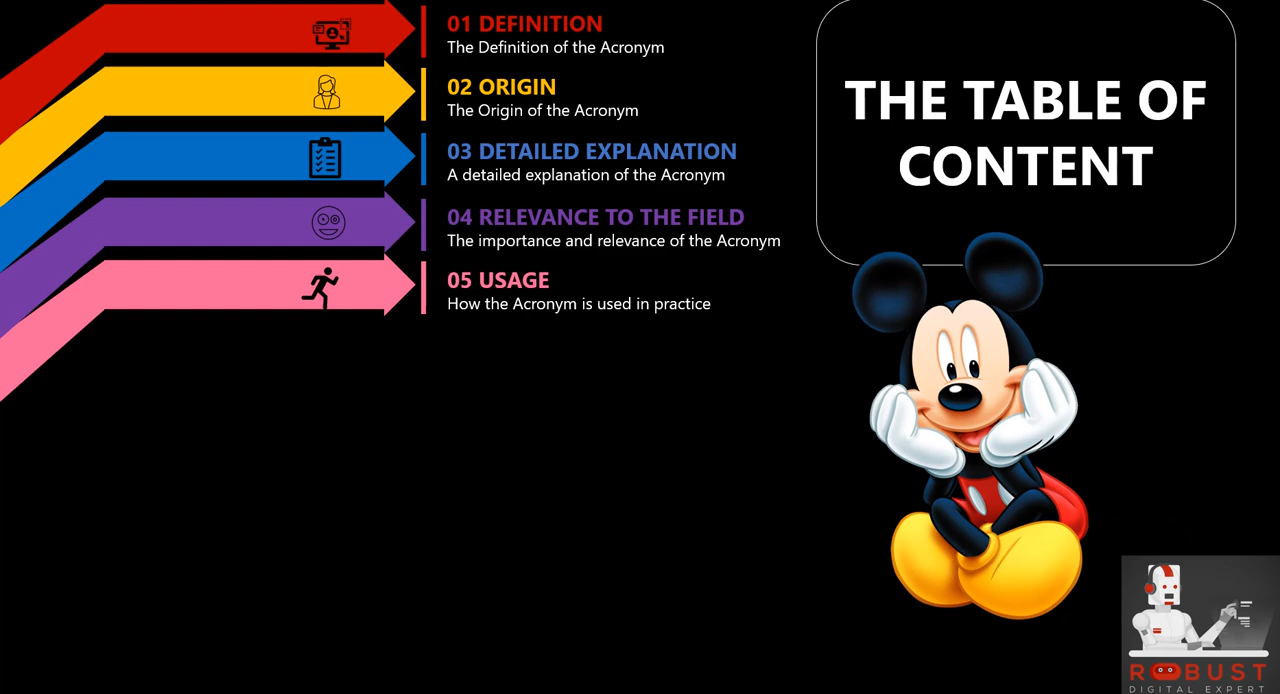 01 DEFINITION
The Definition of the Acronym
02 ORIGIN
The Origin of the Acronym
03 DETAILED EXPLANATION
A detailed explanation of the Acronym
04 RELEVANCE TO THE FIELD
The importance and relevance of the Acronym
05 USAGE
How the Acronym is used in practice
THE TABLE OF
CONTENT
ROBUST
DIGITAL EXPERT